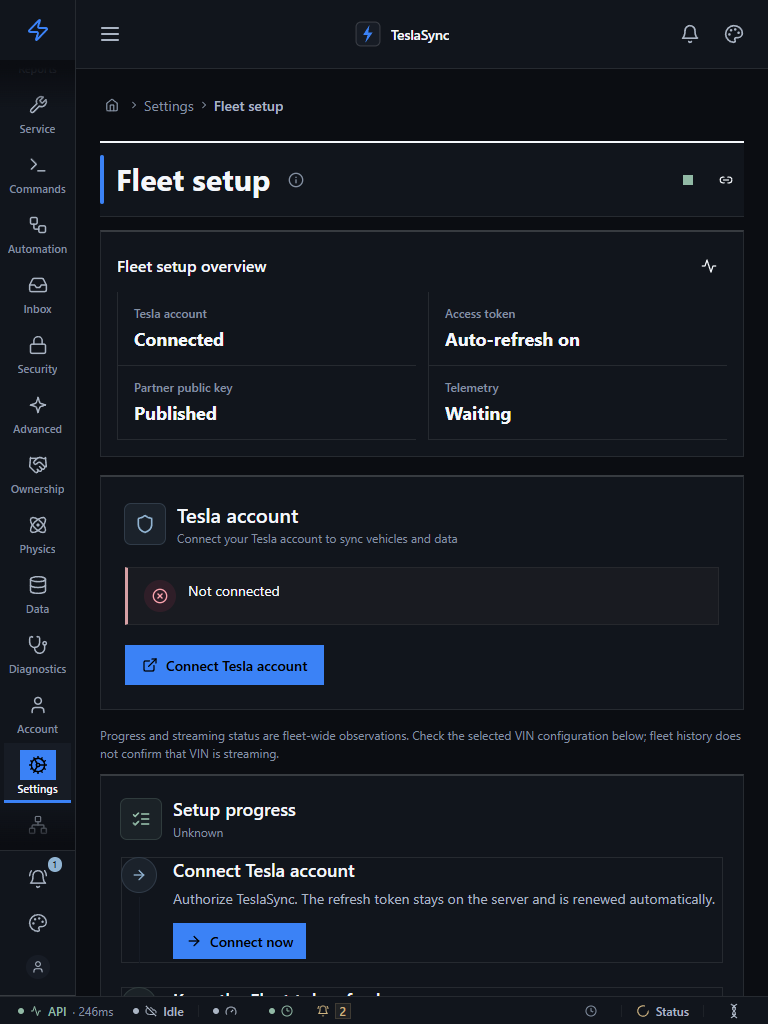 TeslaSync
Reports
Service
Commands
Automation
Inbox
Security
Advanced
Ownership
Physics
Data
Diagnostics
Account
Settings
1
Settings
Fleet setup
Fleet setup
Fleet setup overview
Tesla account
Connected
Access token
Auto-refresh on
Partner public key
Published
Telemetry
Waiting
Tesla account
Connect your Tesla account to sync vehicles and data
Not connected
Connect Tesla account
Progress and streaming status are fleet-wide observations. Check the selected VIN configuration below; fleet history does
not confirm that VIN is streaming.
Setup progress
Unknown
Connect Tesla account
Authorize TeslaSync. The refresh token stays on the server and is renewed automatically.
Connect now
API · 246ms
Idle
2
Status